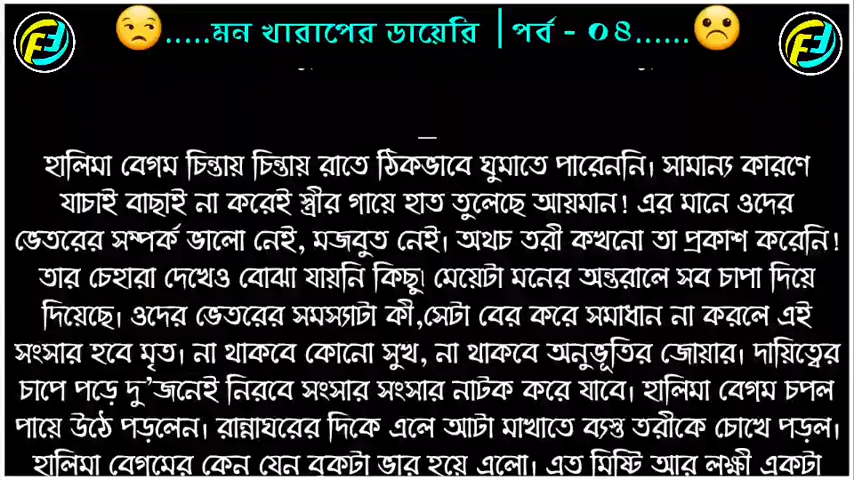 .....মন খারাপের ডায়েরি | পর্ব - ০৪......
হালিমা বেগম চিন্তায় চিন্তায় রাতে ঠিকভাবে ঘুমাতে পারেননি। সামান্য কারণে
যাচাই বাছাই না করেই স্ত্রীর গায়ে হাত তুলেছে আয়মান! এর মানে ওদের
ভেতরের সম্পর্ক ভালো নেই, মজবুত নেই। অথচ তরী কখনো তা প্রকাশ করেনি!
তার চেহারা দেখেও বোঝা যায়নি কিছু। মেয়েটা মনের অন্তরালে সব চাপা দিয়ে
দিয়েছে। ওদের ভেতরের সমস্যাটা কী,সেটা বের করে সমাধান না করলে এই
সংসার হবে মৃত। না থাকবে কোনো সুখ, না থাকবে অনুভূতির জোয়ার। দায়িত্বের
চাপে পড়ে দু'জনেই নিরবে সংসার সংসার নাটক করে যাবে। হালিমা বেগম চপল
পায়ে উঠে পড়লেন। রান্নাঘরের দিকে এলে আটা মাখাতে ব্যস্ত তরীকে চোখে পড়ল।
হালিমা বেগমের কেন যেন বুকটা ভার হয়ে এলো। এত মিষ্টি আর লক্ষী একটা